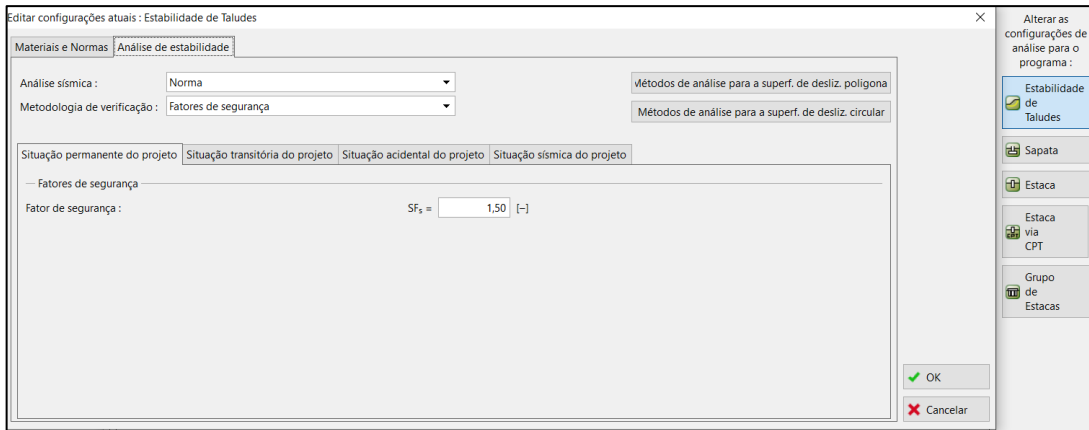 Editar configurações atuais : Estabilidade de Taludes
Materiais e Normas
Análise de estabilidade
Análise sísmica :
Norma
Metodologia de verificação :
Fatores de segurança
Métodos de análise para a superf. de desliz. poligona
Métodos de análise para a superf. de desliz. circular
Situação permanente do projeto
Situação transitória do projeto
Situação acidental do projeto
Situação sísmica do projeto
Fatores de segurança
Fator de segurança :
SFs =
1,50
[–]
OK
Cancelar
Alterar as
configurações de
análise para o
programa :
Estabilidade
de
Taludes
Sapata
Estaca
Estaca
via
CPT
Grupo
de
Estacas